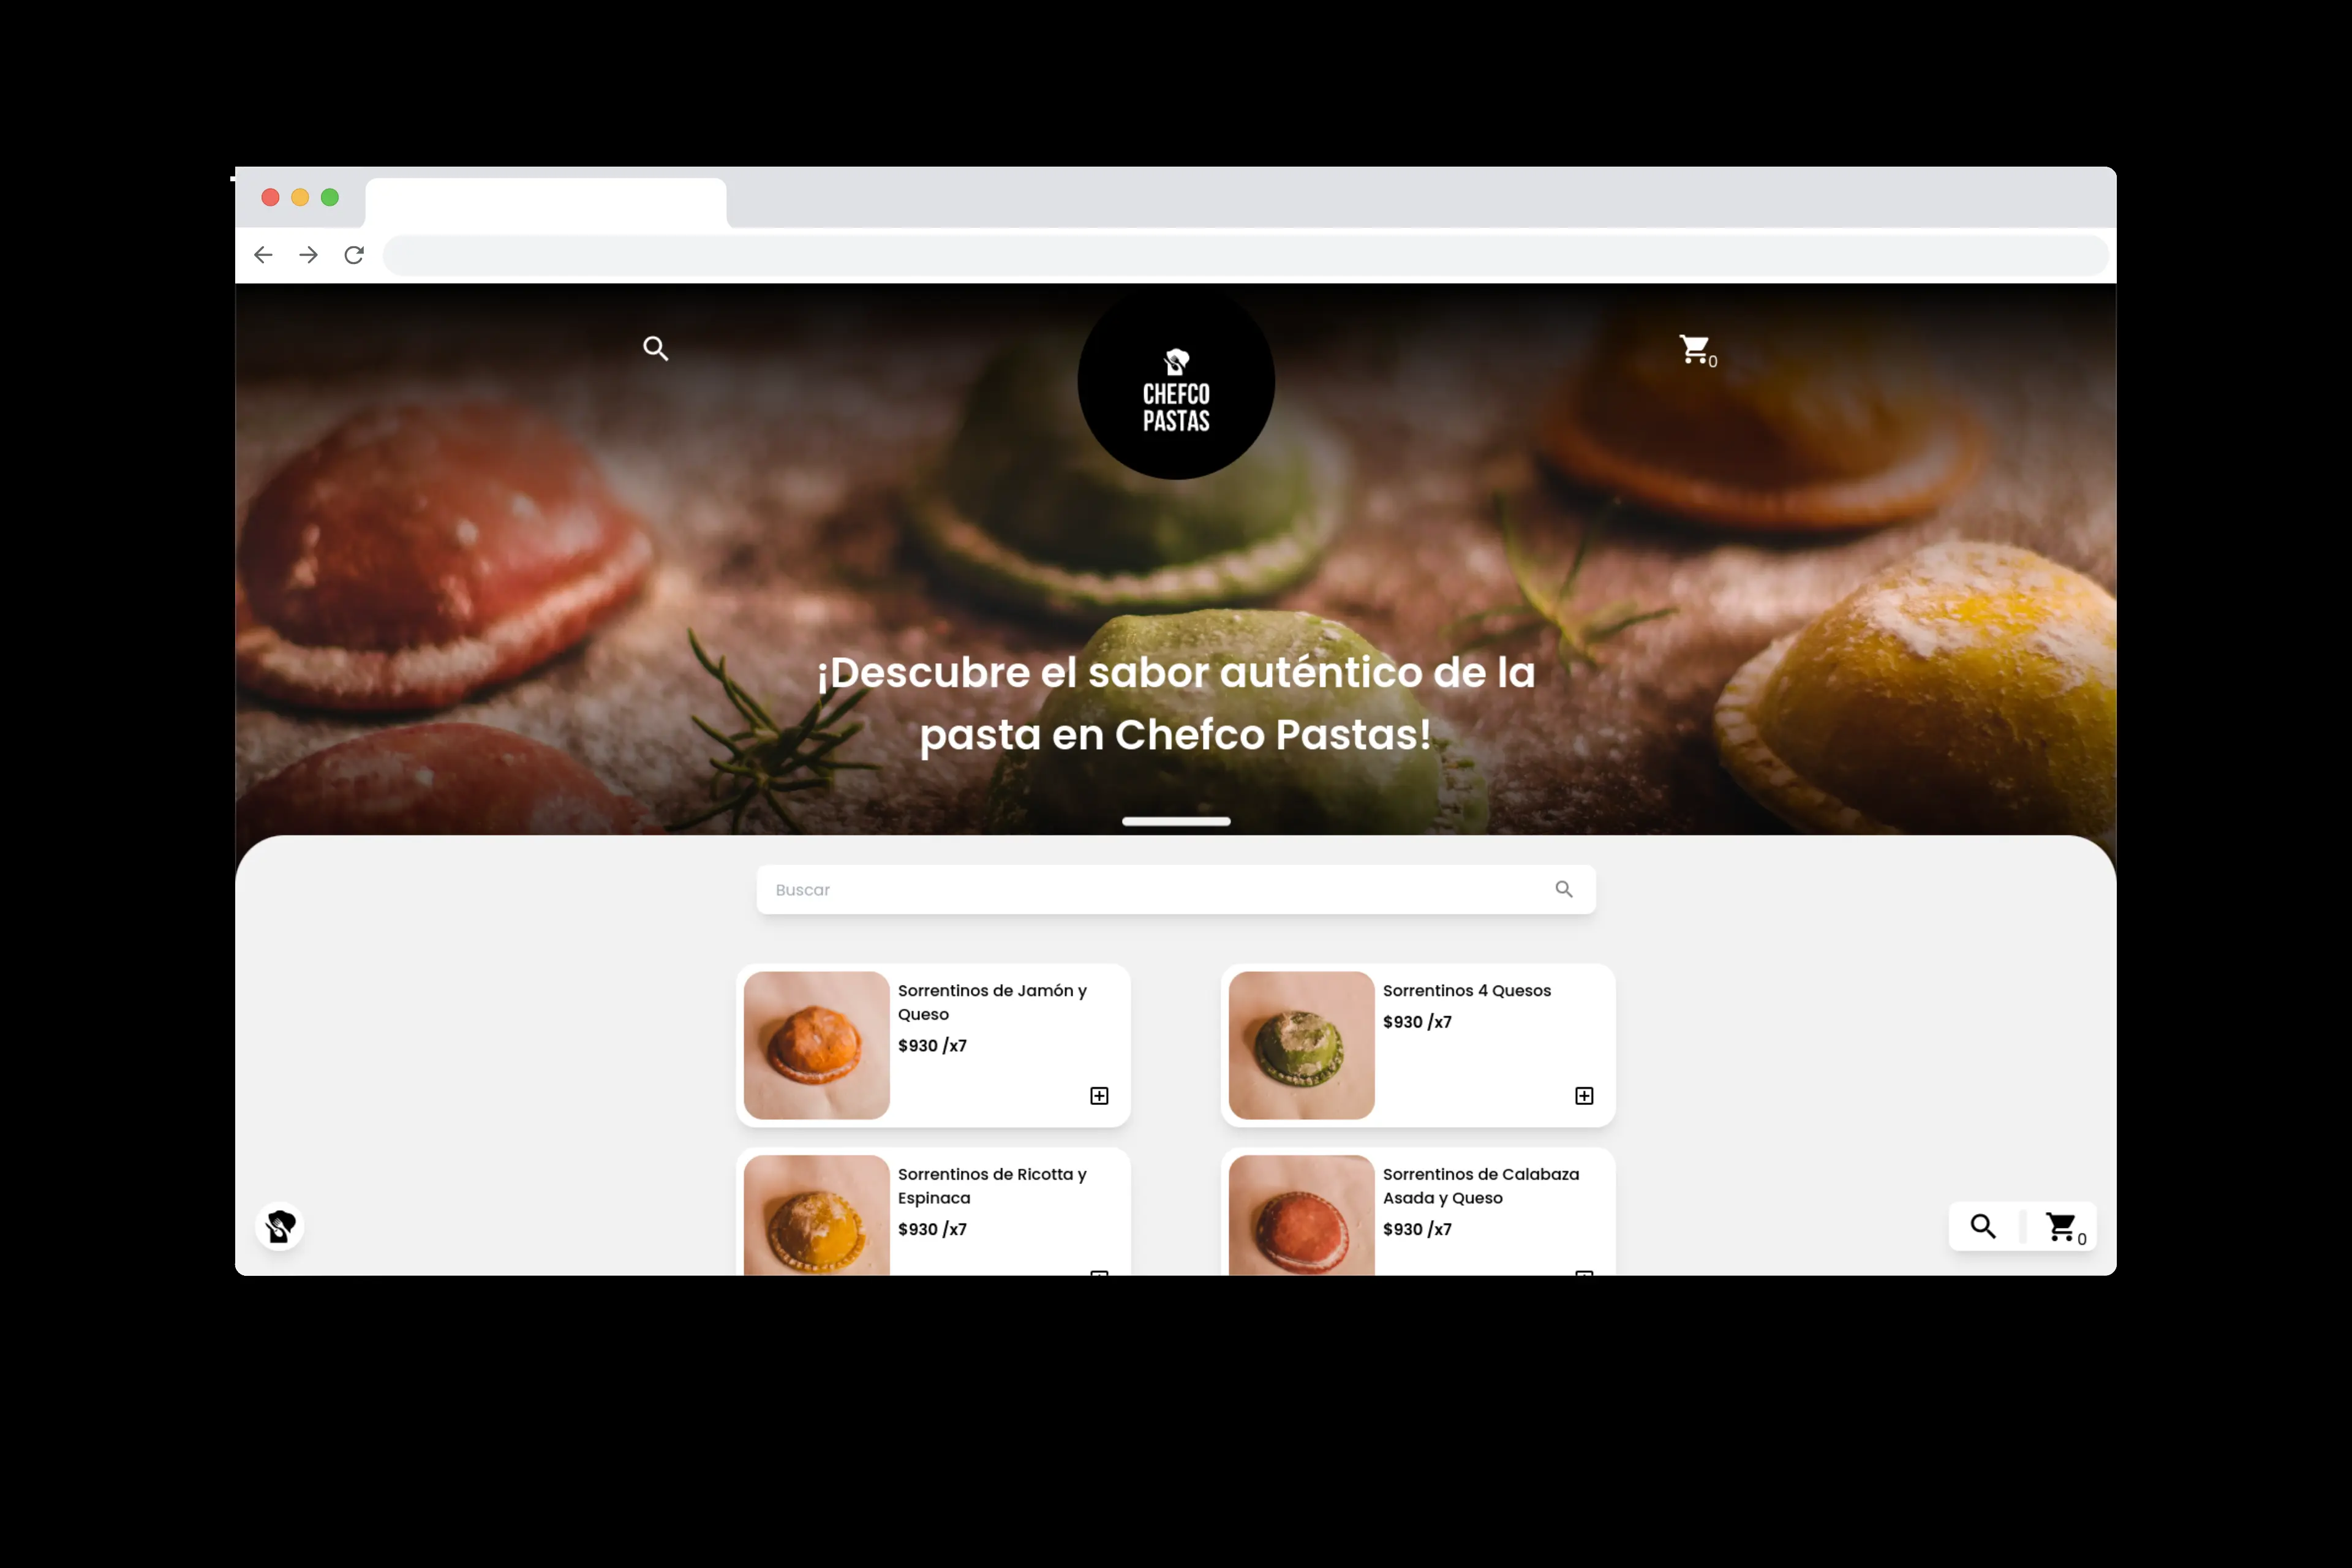 0
CHEFCO
PASTAS
¡Descubre el sabor auténtico de la
pasta en Chefco Pastas!
Buscar
Sorrentinos de Jamón y
Queso
$930 /x7
Sorrentinos 4 Quesos
$930 /x7
Sorrentinos de Ricotta y
Espinaca
$930 /x7
Sorrentinos de Calabaza
Asada y Queso
$930 /x7
0